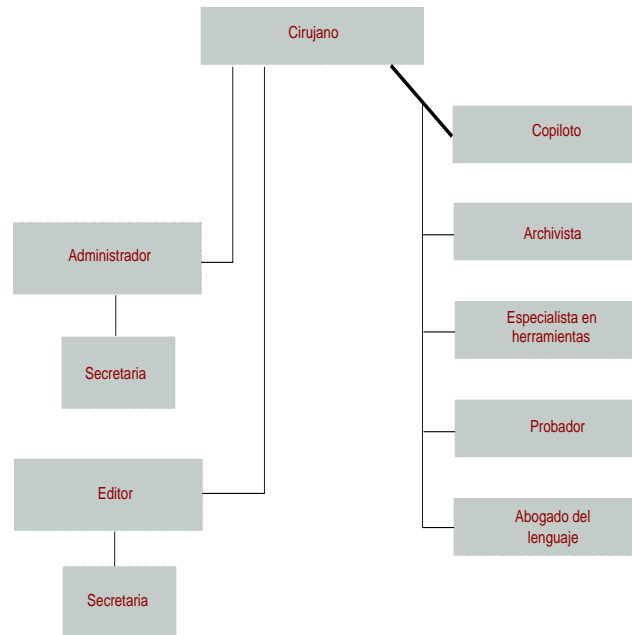 Cirujano
Copiloto
Archivista
Administrador
Especialista en
herramientas
Secretaria
Probador
Editor
Abogado del
lenguaje
Secretaria